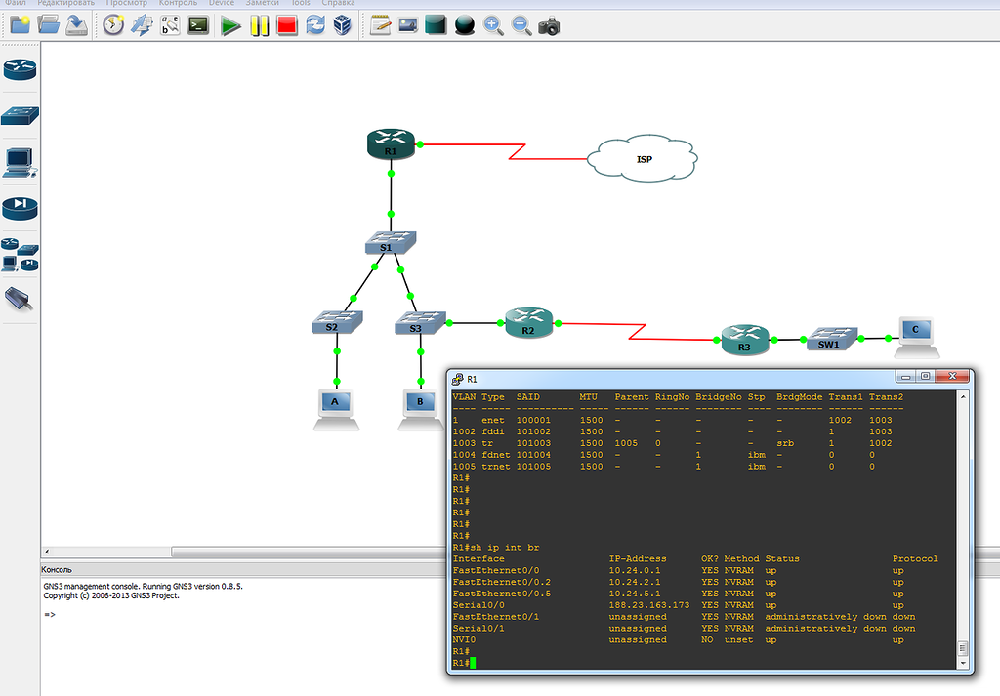 Файл Редактировать Просмотр Контроль Device Заметки Tools Справка
R1
ISP
S1
S2
S3
R2
R3
SW1
C
A
B
R1
VLAN Type SAID MTU Parent RingNo BridgeNo Stp BrdgMode Trans1 Trans2
---- ----- ---------- ----- ------ ------ -------- ---- -------- ------ ------
1 enet 100001 1500 - - - - - 1002 1003
1002 fddi 101002 1500 - - - - - 1 1003
1003 tr 101003 1500 1005 0 - - srb 1 1002
1004 fdnet 101004 1500 - - 1 ibm - 0 0
1005 trnet 101005 1500 - - 1 ibm - 0 0
R1#
R1#
R1#
R1#
R1#
R1#
R1#sh ip int br
Interface IP-Address OK? Method Status Protocol
FastEthernet0/0 10.24.0.1 YES NVRAM up up
FastEthernet0/0.2 10.24.2.1 YES NVRAM up up
FastEthernet0/0.5 10.24.5.1 YES NVRAM up up
Serial0/0 188.23.163.173 YES NVRAM up up
FastEthernet0/1 unassigned YES NVRAM administratively down down
Serial0/1 unassigned YES NVRAM administratively down down
NVI0 unassigned NO unset up up
R1#
R1#
Консоль
GNS3 management console. Running GNS3 version 0.8.5.
Copyright (c) 2006-2013 GNS3 Project.
=>